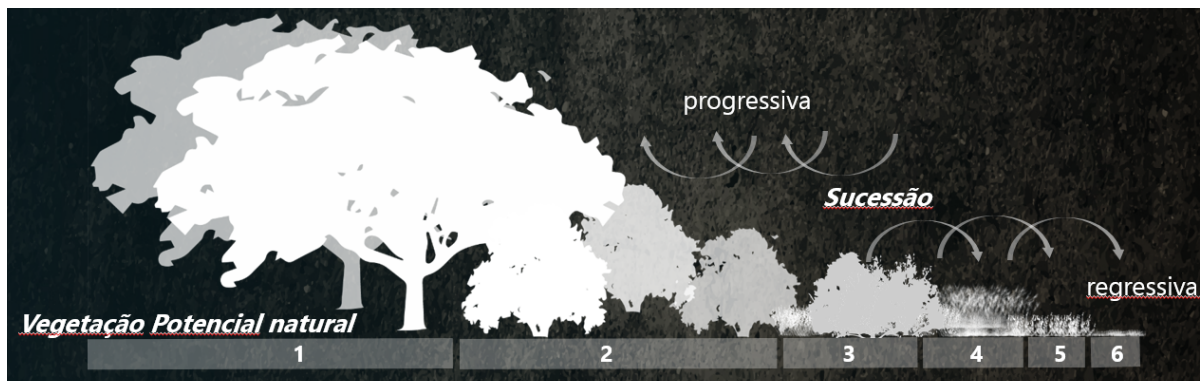 progressiva
Sucessão
regressiva
Vegetação Potencial natural
1 2 3 4 5 6